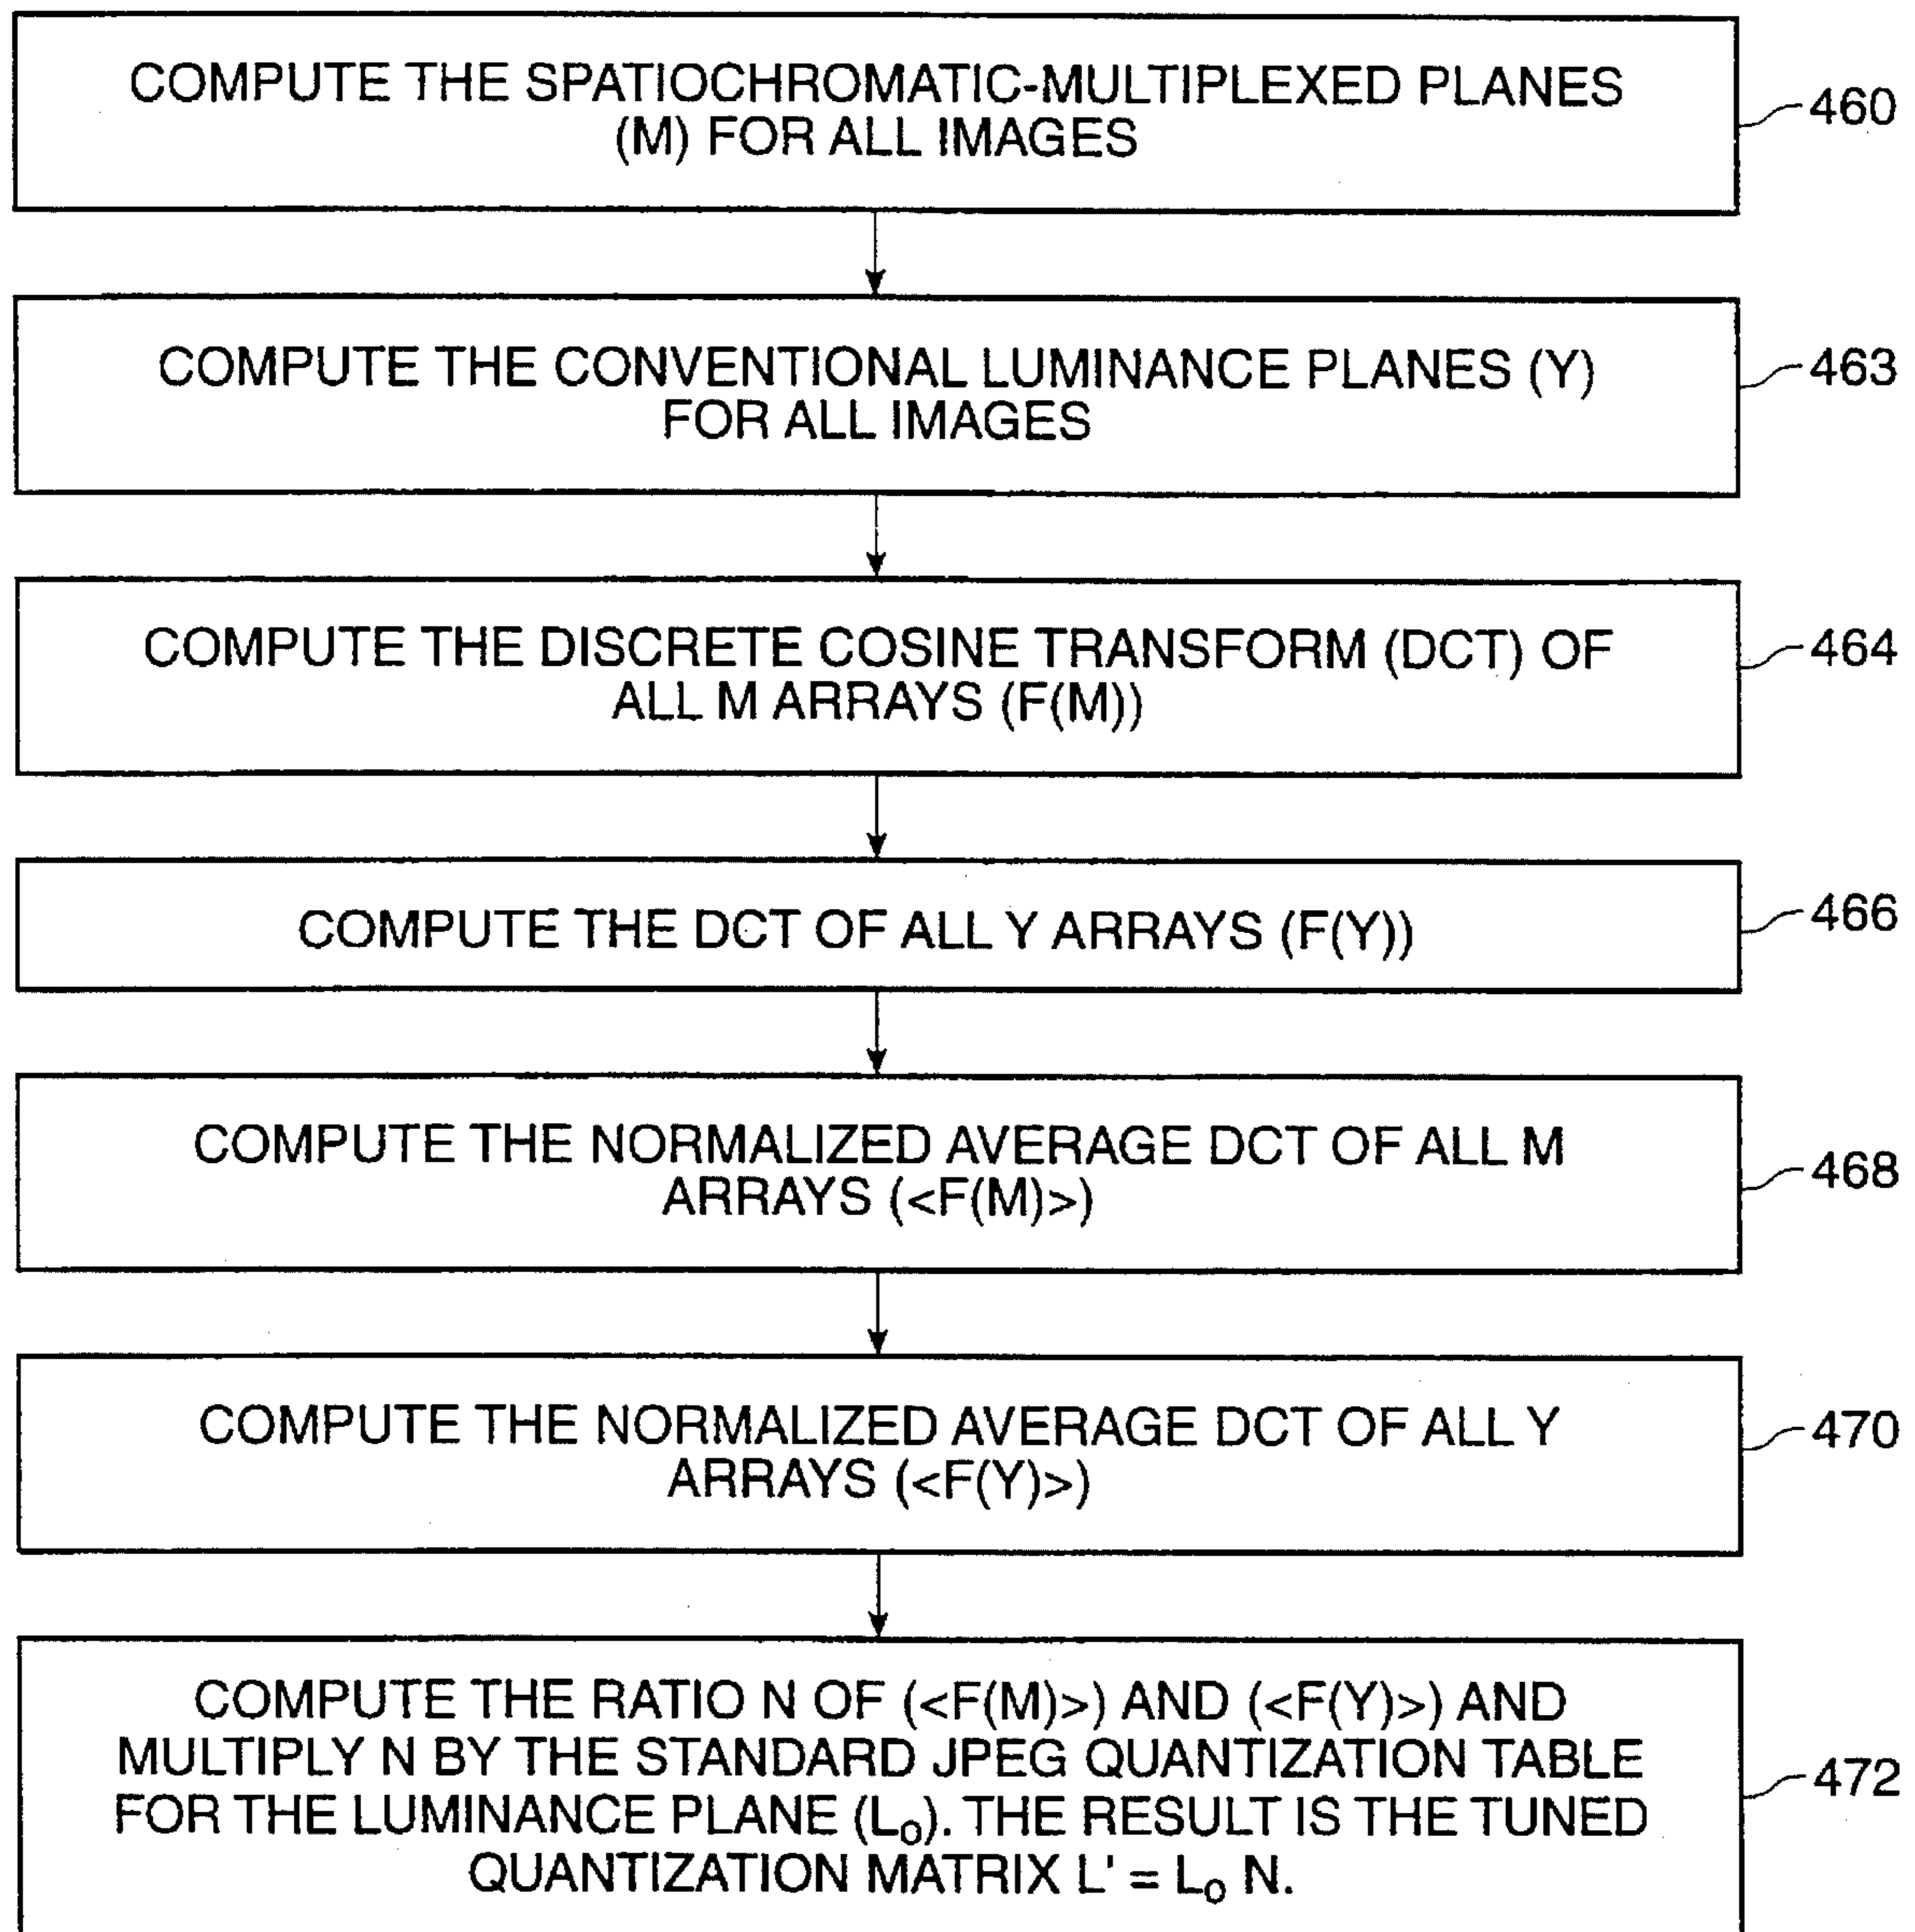 COMPUTE THE SPATIOCHROMATIC-MULTIPLEXED PLANES
(M) FOR ALL IMAGES
460
COMPUTE THE CONVENTIONAL LUMINANCE PLANES (Y)
FOR ALL IMAGES
463
COMPUTE THE DISCRETE COSINE TRANSFORM (DCT) OF
ALL M ARRAYS (F(M))
464
COMPUTE THE DCT OF ALL Y ARRAYS (F(Y))
466
COMPUTE THE NORMALIZED AVERAGE DCT OF ALL M
ARRAYS (<F(M)>)
468
COMPUTE THE NORMALIZED AVERAGE DCT OF ALL Y
ARRAYS (<F(Y)>)
470
COMPUTE THE RATIO N OF (<F(M)>) AND (<F(Y)>) AND
MULTIPLY N BY THE STANDARD JPEG QUANTIZATION TABLE
FOR THE LUMINANCE PLANE (L₀). THE RESULT IS THE TUNED
QUANTIZATION MATRIX L' = L₀ N.
472